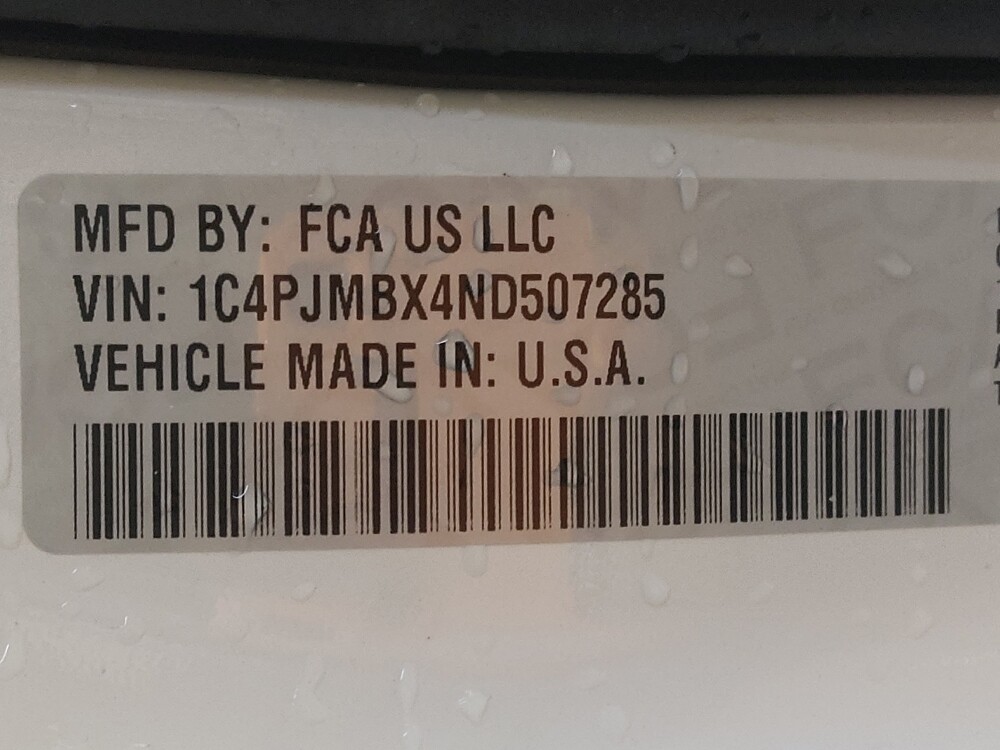 MFD BY: FCA US LLC
VIN: 1C4PJMBX4ND507285
VEHICLE MADE IN: U.S.A.